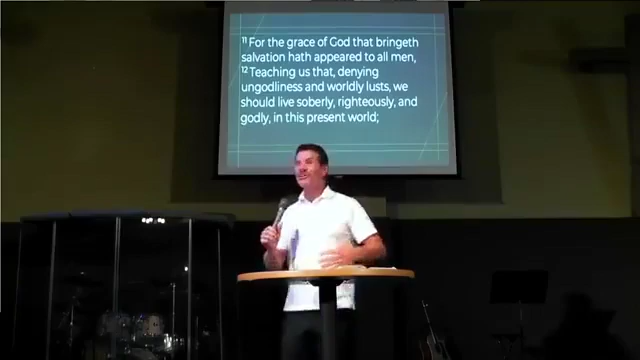 11 For the grace of God that bringeth
salvation hath appeared to all men,
12 Teaching us that, denying
ungodliness and worldly lusts, we
should live soberly, righteously, and
godly, in this present world;